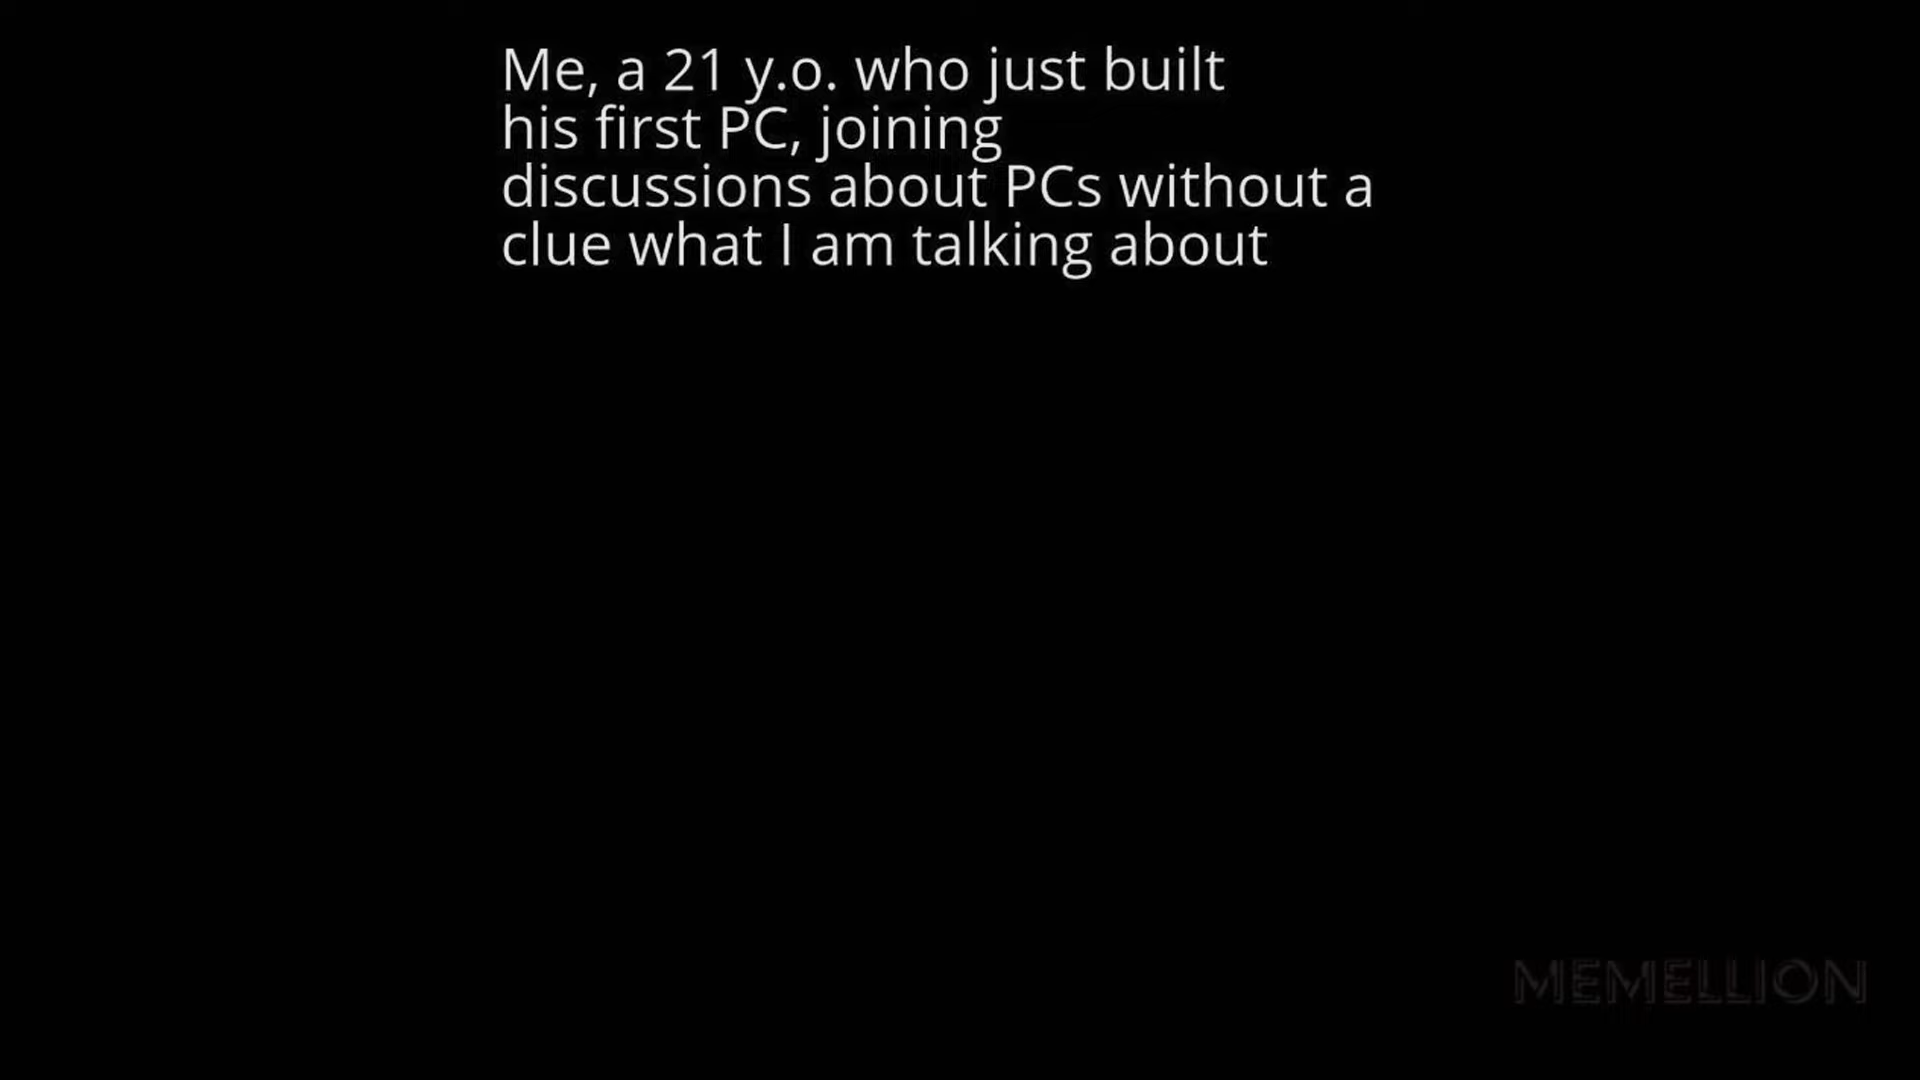 Me, a 21 y.o. who just built
his first PC, joining
discussions about PCs without a
clue what I am talking about
MEMELLION